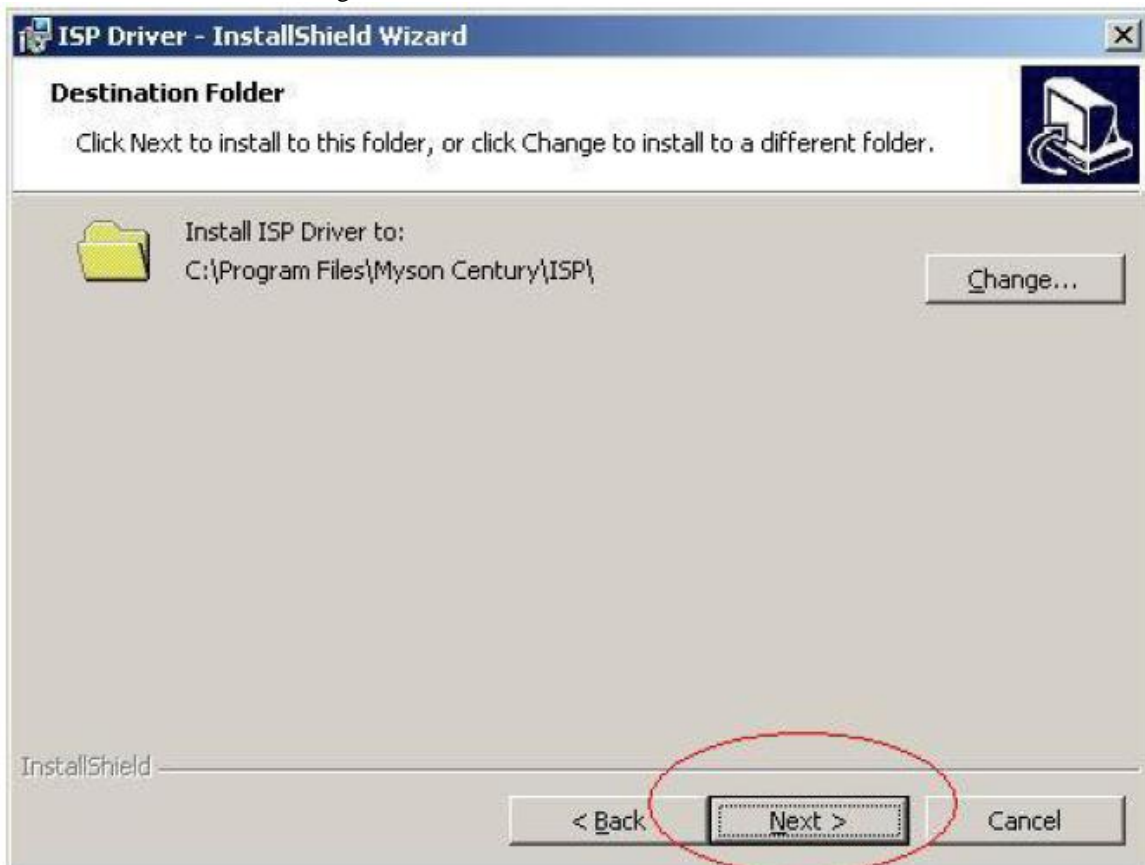 ISP Driver - InstallShield Wizard
Destination Folder
Click Next to install to this folder, or click Change to install to a different folder.
Install ISP Driver to:
C:\Program Files\Myson Century\ISP\
Change...
InstallShield
< Back
Next >
Cancel